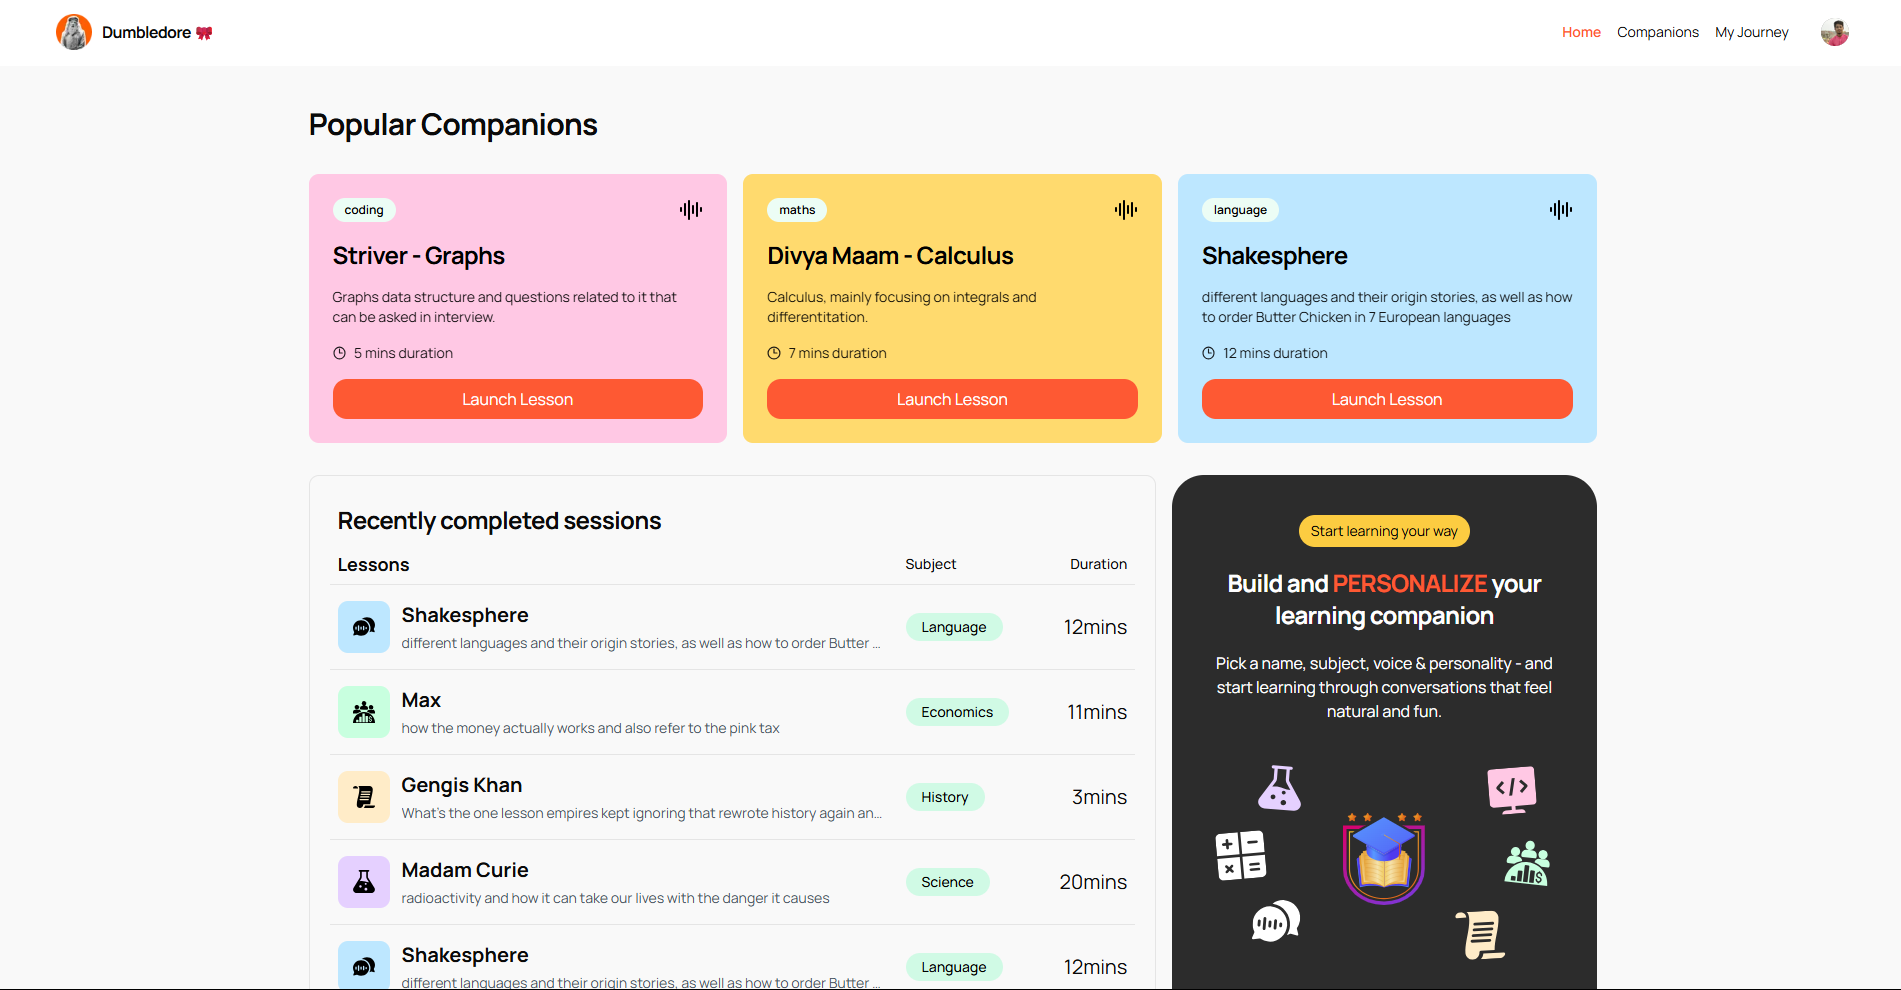 Dumbledore 🎀
Home Companions My Journey
Popular Companions
coding
Striver - Graphs
Graphs data structure and questions related to it that
can be asked in interview.
5 mins duration
Launch Lesson
maths
Divya Maam - Calculus
Calculus, mainly focusing on integrals and
differentitation.
7 mins duration
Launch Lesson
language
Shakesphere
different languages and their origin stories, as well as how
to order Butter Chicken in 7 European languages
12 mins duration
Launch Lesson
Recently completed sessions
Lessons Subject Duration
Shakesphere
different languages and their origin stories, as well as how to order Butter ...
Language
12mins
Max
how the money actually works and also refer to the pink tax
Economics
11mins
Gengis Khan
What's the one lesson empires kept ignoring that rewrote history again an...
History
3mins
Madam Curie
radioactivity and how it can take our lives with the danger it causes
Science
20mins
Shakesphere
different languages and their origin stories, as well as how to order Butter ...
Language
12mins
Start learning your way
Build and PERSONALIZE your
learning companion
Pick a name, subject, voice & personality - and
start learning through conversations that feel
natural and fun.